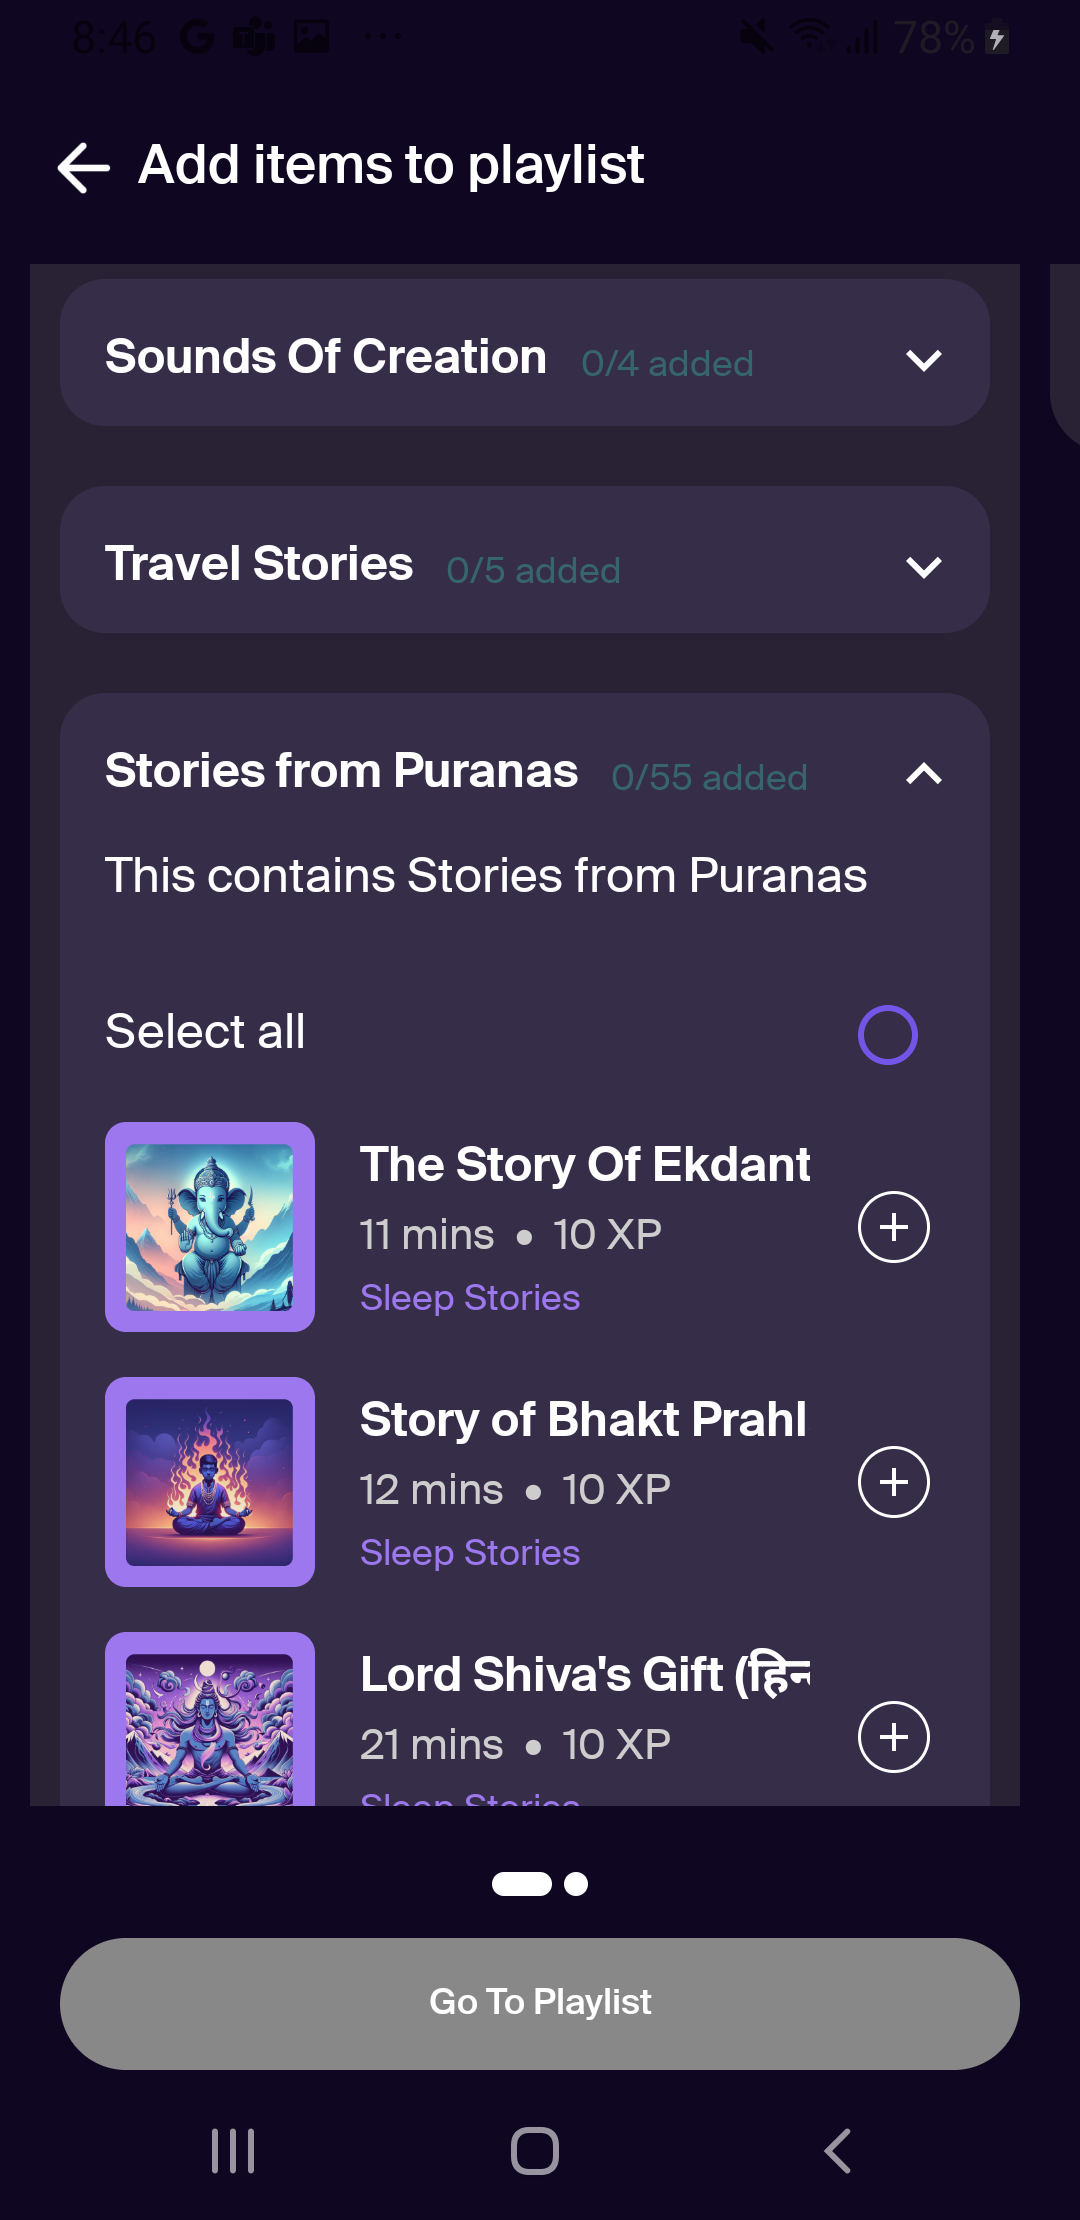 8:46
78%
Add items to playlist
Sounds Of Creation 0/4 added
Travel Stories 0/5 added
Stories from Puranas 0/55 added
This contains Stories from Puranas
Select all
The Story Of Ekdant
11 mins • 10 XP
Sleep Stories
Story of Bhakt Prahl
12 mins • 10 XP
Sleep Stories
Lord Shiva's Gift (हिन
21 mins • 10 XP
Sleep Stories
Go To Playlist